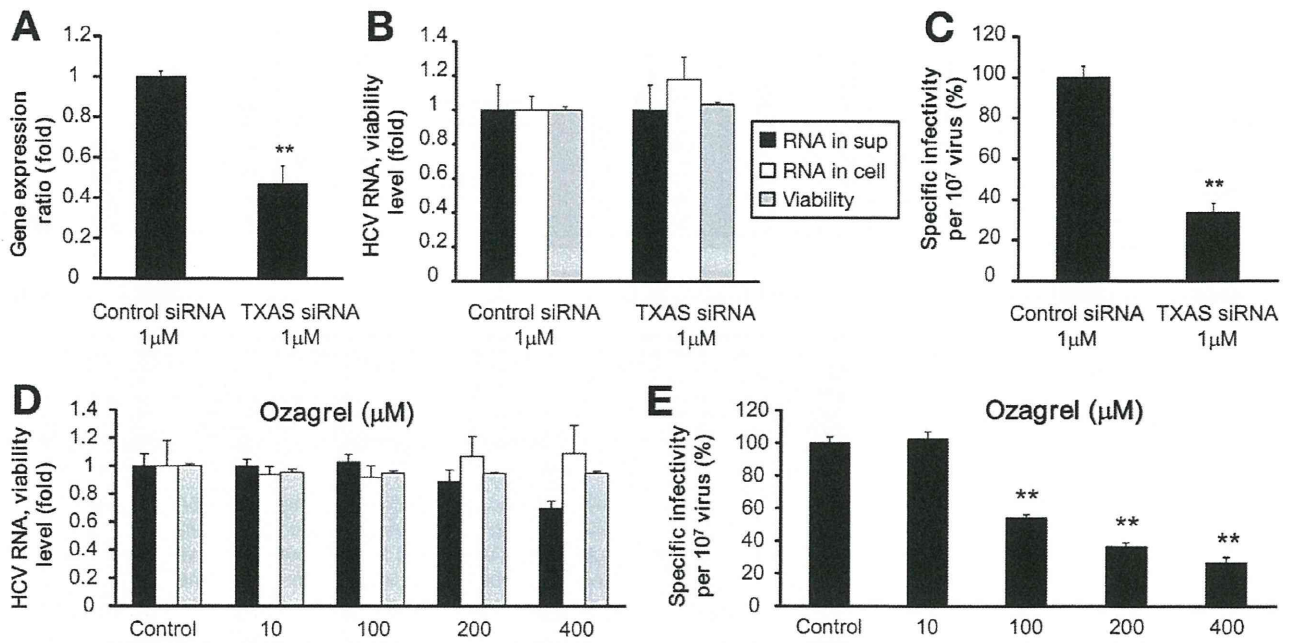 A
Gene expression
ratio (fold)
1.2
1
0.8
0.6
0.4
0.2
0
**
Control siRNA
1μM
TXAS siRNA
1μM
B
HCV RNA, viability
level (fold)
1.4
1.2
1
0.8
0.6
0.4
0.2
0
Control siRNA
1μM
TXAS siRNA
1μM
RNA in sup
RNA in cell
Viability
C
Specific infectivity
per 10⁷ virus (%)
120
100
80
60
40
20
0
**
Control siRNA
1μM
TXAS siRNA
1μM
D
Ozagrel (μM)
HCV RNA, viability
level (fold)
1.4
1.2
1
0.8
0.6
0.4
0.2
0
Control 10 100 200 400
E
Ozagrel (μM)
Specific infectivity
per 10⁷ virus (%)
120
100
80
60
40
20
0
**
**
**
Control 10 100 200 400